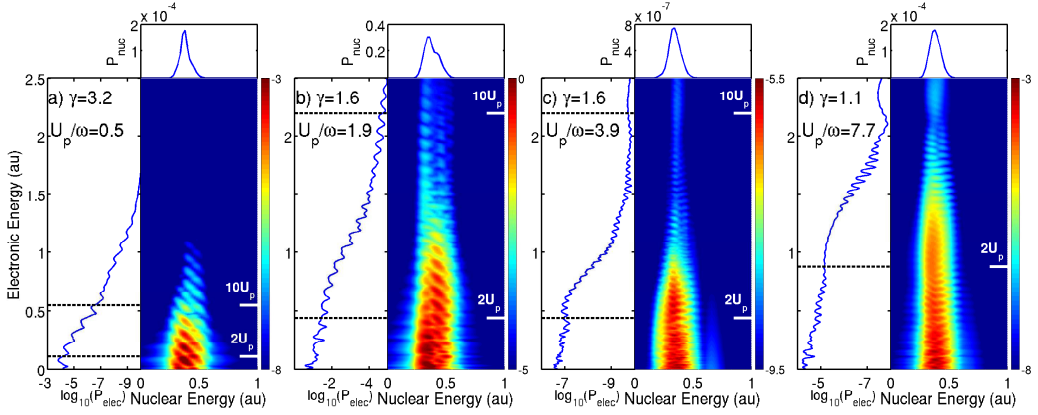 × 10⁻⁴
2
1
0
P_nuc
0.4
0.2
0
P_nuc
× 10⁻⁷
8
4
P_nuc
× 10⁻⁴
2
1
0
P_nuc
Electronic Energy (au)
2.5
2
1.5
1
0.5
0
a) γ=3.2
U_p/ω=0.5
10U_p
2U_p
-3
-8
-3 -5 -7 -9
0 0.5 1
log₁₀(P_elec) Nuclear Energy (au)
2
1
b) γ=1.6
U_p/ω=1.9
10U_p
2U_p
0
-5
-2 -4
0 0.5 1
log₁₀(P_elec) Nuclear Energy (au)
2
1
c) γ=1.6
U_p/ω=3.9
10U_p
2U_p
-5.5
-9.5
-7 -9
0 0.5 1
log₁₀(P_elec) Nuclear Energy (au)
2
1
d) γ=1.1
U_p/ω=7.7
2U_p
-3
-8
-5 -7
0 0.5 1
log₁₀(P_elec) Nuclear Energy (au)